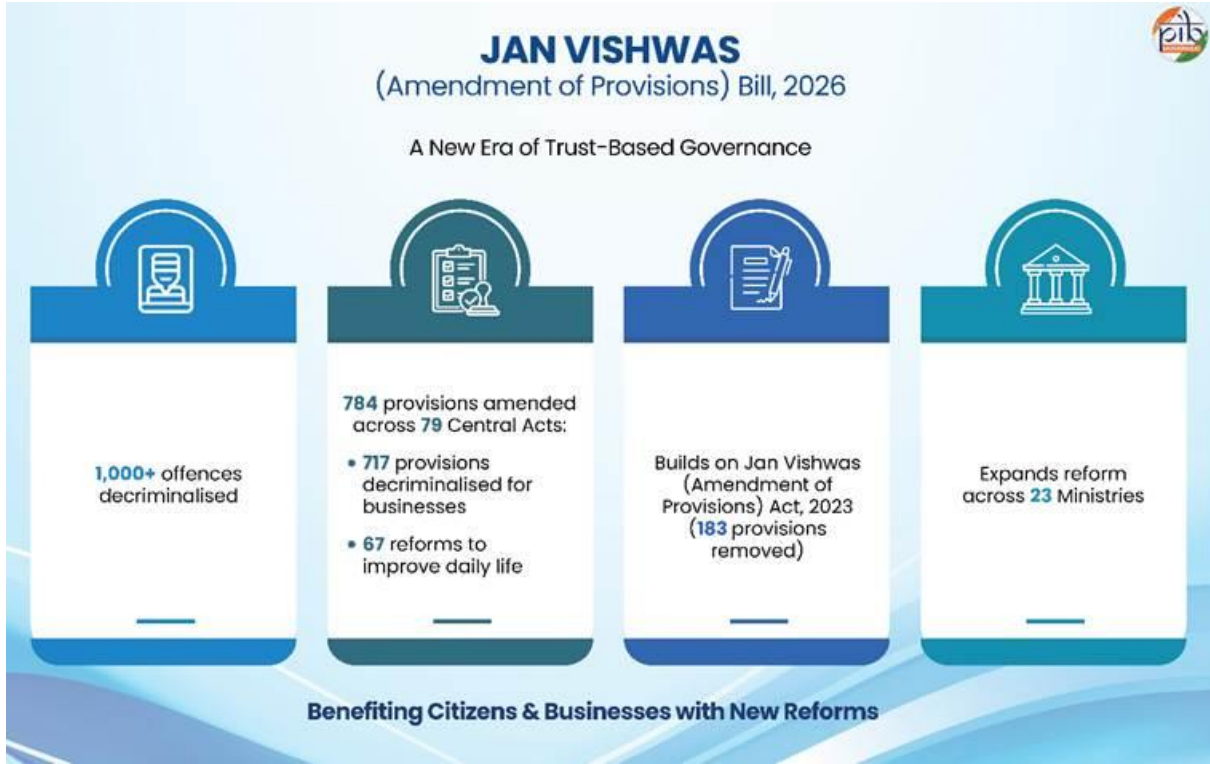 pib
JAN VISHWAS
(Amendment of Provisions) Bill, 2026
A New Era of Trust-Based Governance
1,000+ offences
decriminalised
784 provisions amended
across 79 Central Acts:
• 717 provisions
decriminalised for
businesses
• 67 reforms to
improve daily life
Builds on Jan Vishwas
(Amendment of
Provisions) Act, 2023
(183 provisions
removed)
Expands reform
across 23 Ministries
Benefiting Citizens & Businesses with New Reforms